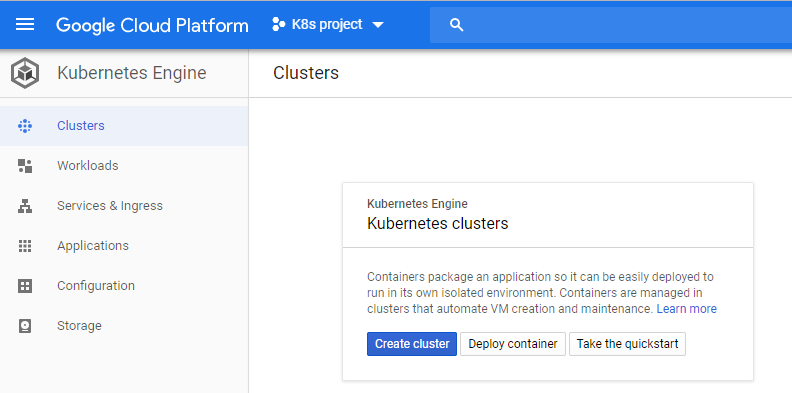 Google Cloud Platform K8s project
Kubernetes Engine Clusters
Clusters
Workloads
Services & Ingress
Applications
Configuration
Storage
Kubernetes Engine
Kubernetes clusters
Containers package an application so it can be easily deployed to
run in its own isolated environment. Containers are managed in
clusters that automate VM creation and maintenance. Learn more
Create cluster Deploy container Take the quickstart